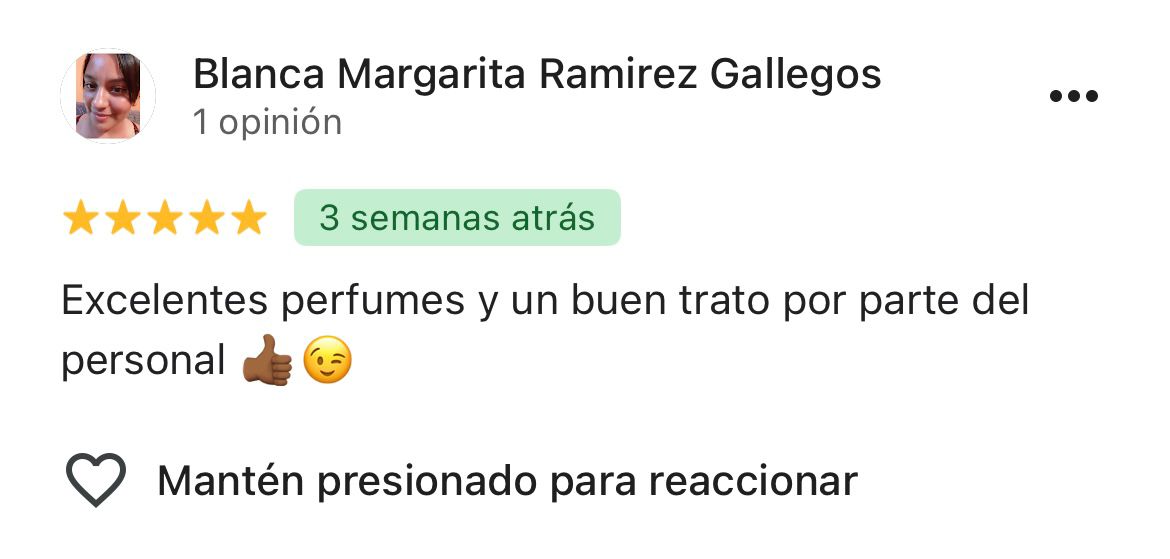 Blanca Margarita Ramirez Gallegos
1 opinión
3 semanas atrás
Excelentes perfumes y un buen trato por parte del
personal 👍🏾😉
Mantén presionado para reaccionar